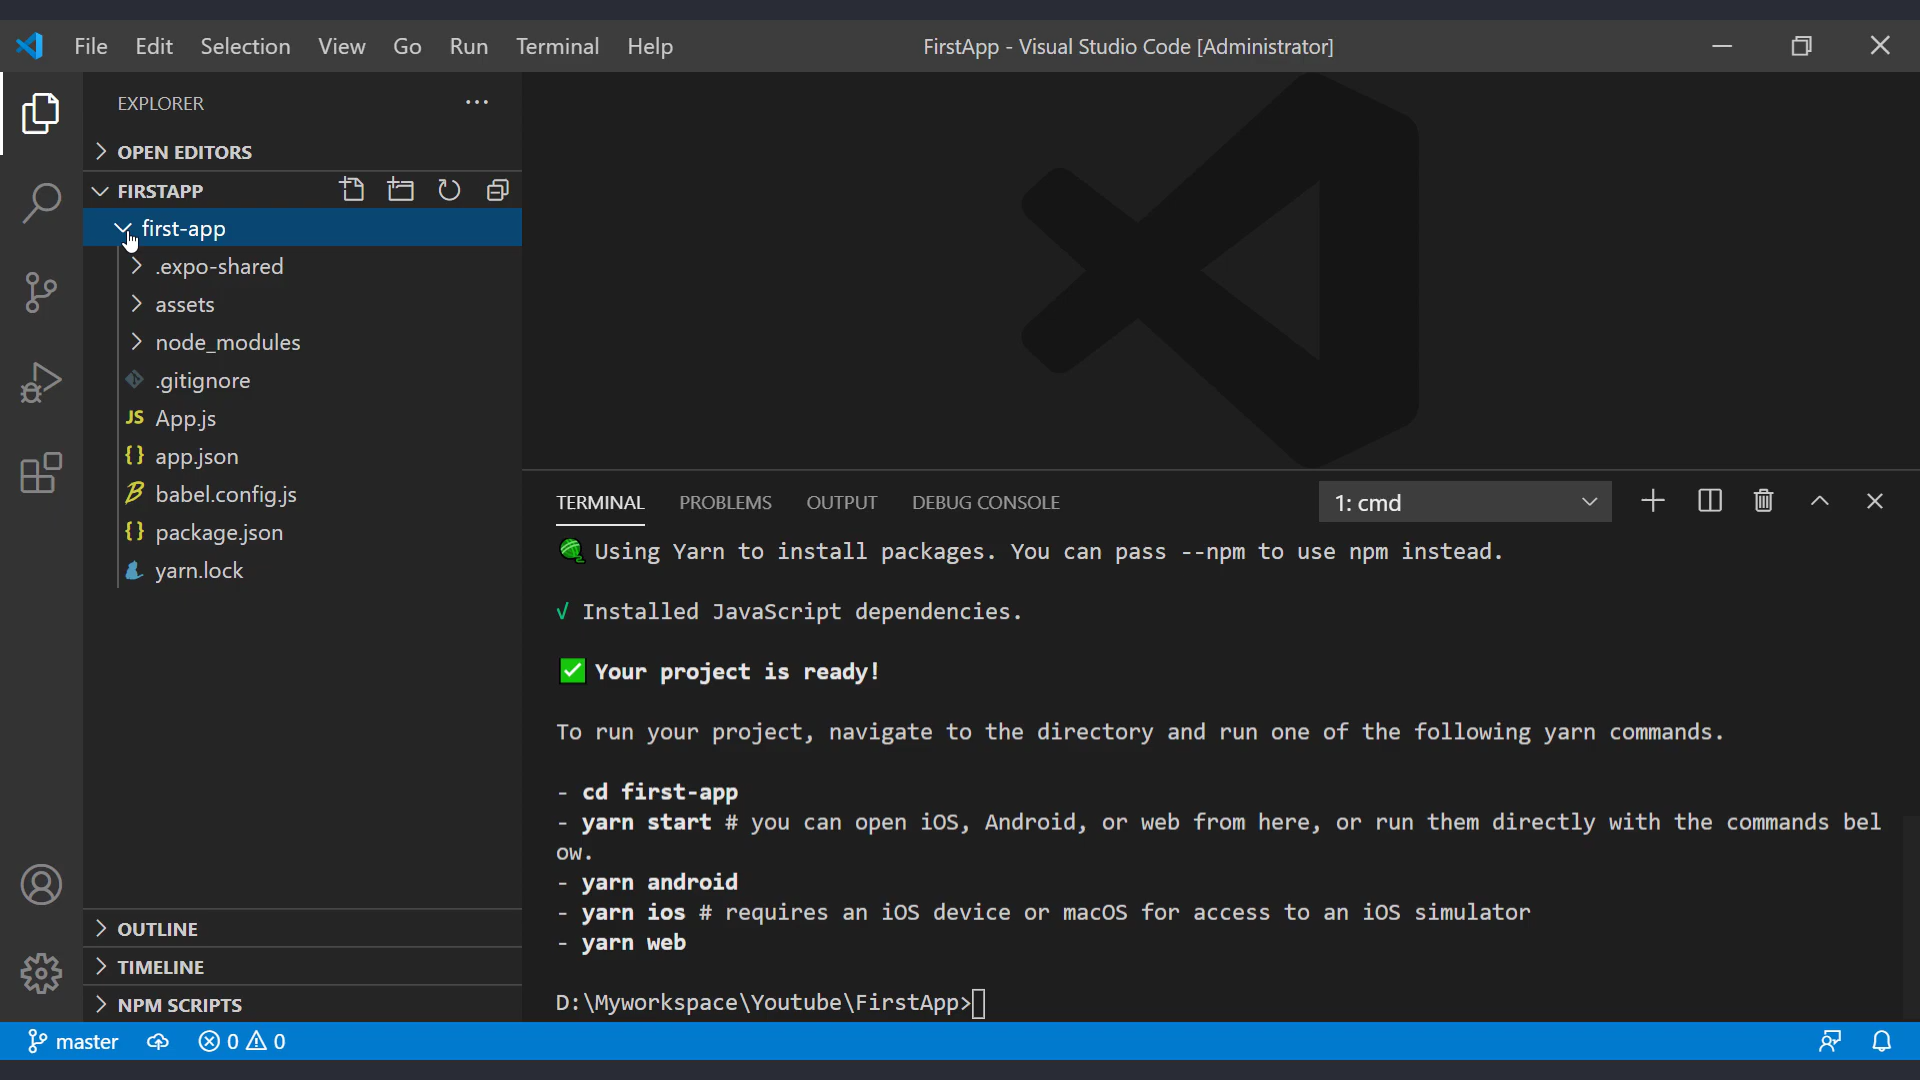 File Edit Selection View Go Run Terminal Help
FirstApp - Visual Studio Code [Administrator]
EXPLORER
OPEN EDITORS
FIRSTAPP
first-app
.expo-shared
assets
node_modules
.gitignore
JS App.js
{} app.json
babel.config.js
{} package.json
yarn.lock
OUTLINE
TIMELINE
NPM SCRIPTS
TERMINAL PROBLEMS OUTPUT DEBUG CONSOLE
1: cmd
Using Yarn to install packages. You can pass --npm to use npm instead.
√ Installed JavaScript dependencies.
✅ Your project is ready!
To run your project, navigate to the directory and run one of the following yarn commands.
- cd first-app
- yarn start # you can open iOS, Android, or web from here, or run them directly with the commands bel
ow.
- yarn android
- yarn ios # requires an iOS device or macOS for access to an iOS simulator
- yarn web
D:\Myworkspace\Youtube\FirstApp>
master 0 0